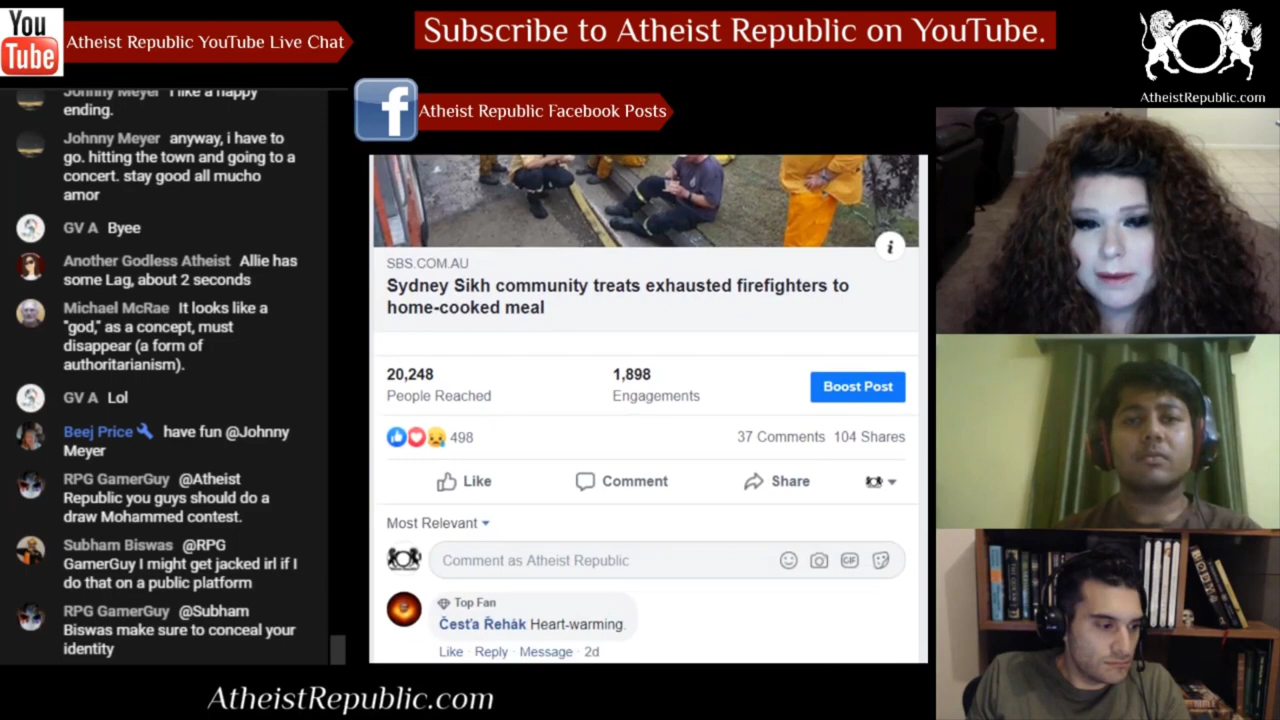 You
Tube
Atheist Republic YouTube Live Chat
Subscribe to Atheist Republic on YouTube.
AtheistRepublic.com
f
Atheist Republic Facebook Posts
Johnny Meyer I like a happy
ending.
Johnny Meyer anyway, i have to
go. hitting the town and going to a
concert. stay good all mucho
amor
GV A Byee
Another Godless Atheist Allie has
some Lag, about 2 seconds
Michael McRae It looks like a
"god," as a concept, must
disappear (a form of
authoritarianism).
GV A Lol
Beej Price have fun @Johnny
Meyer
RPG GamerGuy @Atheist
Republic you guys should do a
draw Mohammed contest.
Subham Biswas @RPG
GamerGuy I might get jacked irl if I
do that on a public platform
RPG GamerGuy @Subham
Biswas make sure to conceal your
identity
i
SBS.COM.AU
Sydney Sikh community treats exhausted firefighters to
home-cooked meal
20,248 1,898
People Reached Engagements
Boost Post
498 37 Comments 104 Shares
Like Comment Share
Most Relevant
Comment as Atheist Republic
GIF
Top Fan
Česťa Řehák Heart-warming.
Like · Reply · Message · 2d
AtheistRepublic.com